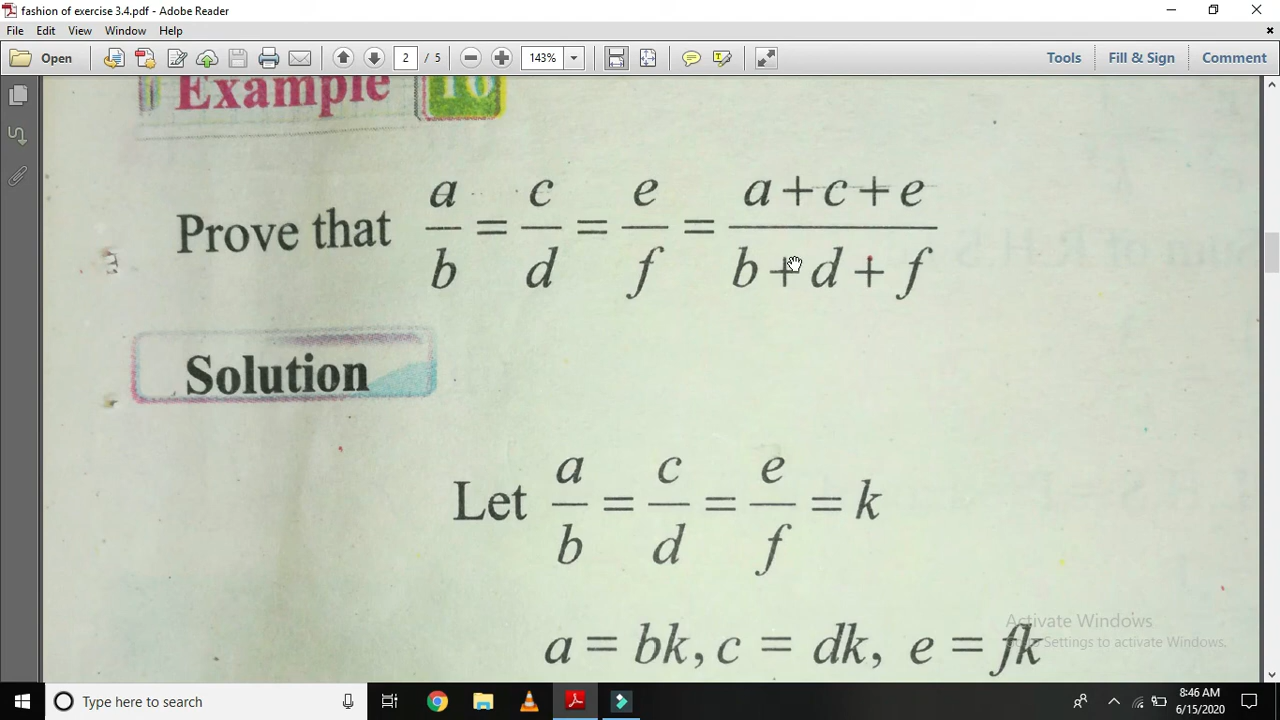 fashion of exercise 3.4.pdf - Adobe Reader
File Edit View Window Help
Open 2 / 5 143% Tools Fill & Sign Comment
Example 10
Prove that a/b = c/d = e/f = a+c+e/b+d+f
Solution
Let a/b = c/d = e/f = k
a = bk, c = dk, e = fk
Activate Windows
Settings to activate Windows.
Type here to search
8:46 AM
6/15/2020